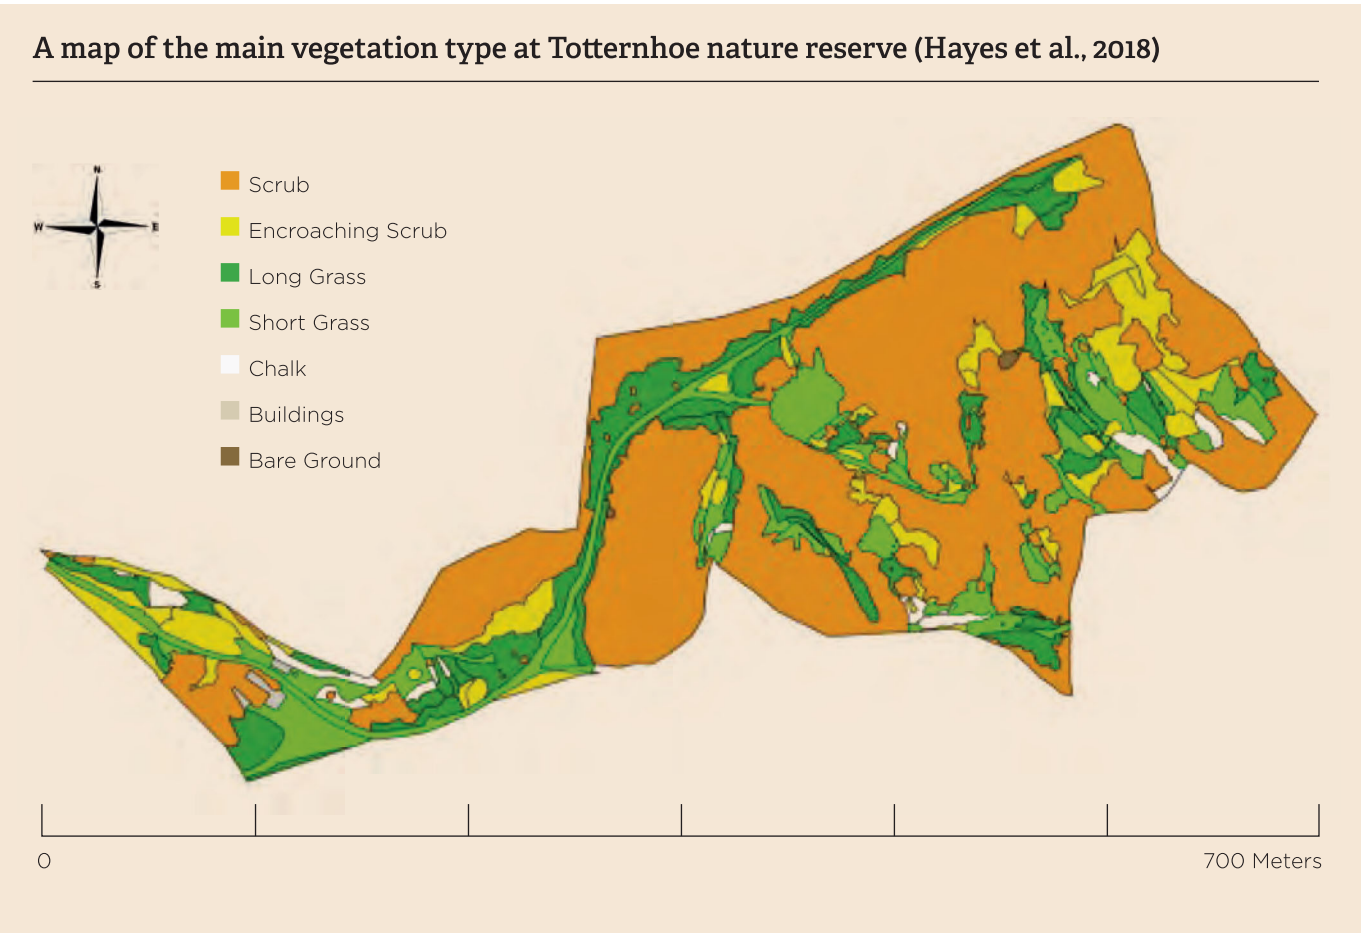 A map of the main vegetation type at Totternhoe nature reserve (Hayes et al., 2018)
N
W E
S
Scrub
Encroaching Scrub
Long Grass
Short Grass
Chalk
Buildings
Bare Ground
0 700 Meters